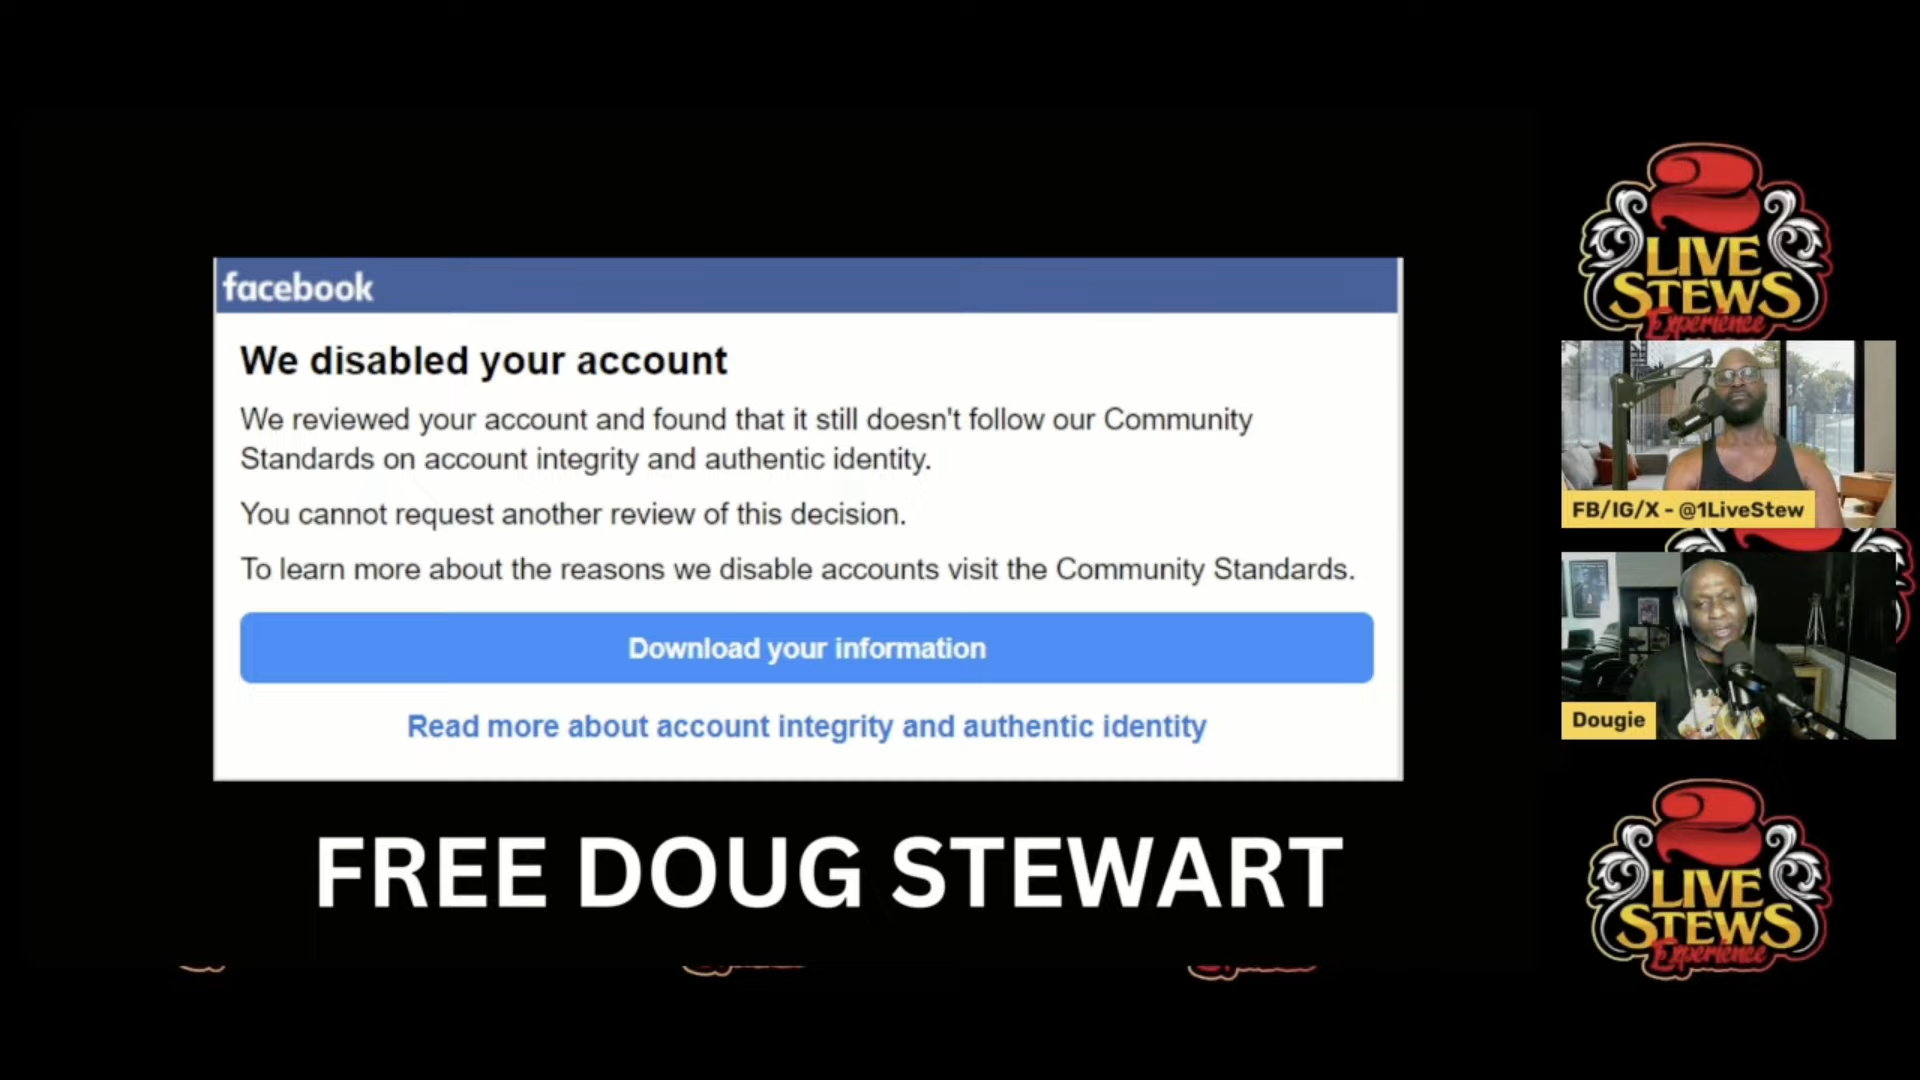 facebook
We disabled your account
We reviewed your account and found that it still doesn't follow our Community
Standards on account integrity and authentic identity.
You cannot request another review of this decision.
To learn more about the reasons we disable accounts visit the Community Standards.
Download your information
Read more about account integrity and authentic identity
FREE DOUG STEWART
2
LIVE
STEWS
Experience
FB/IG/X - @1LiveStew
Dougie
2
LIVE
STEWS
Experience